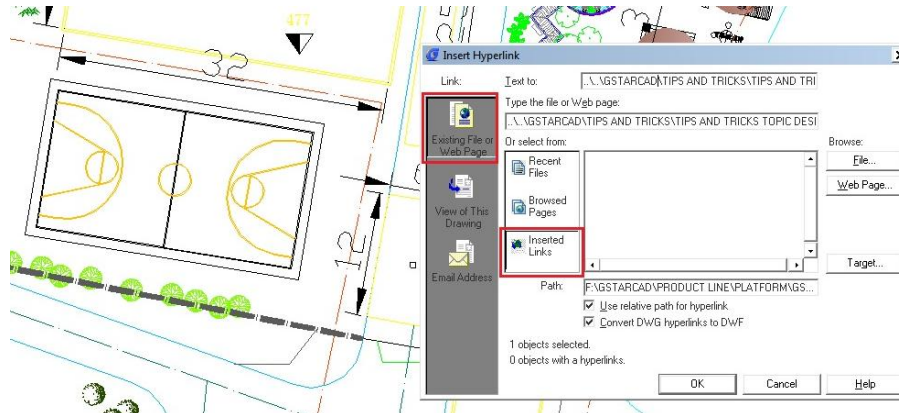 477
32
12
Insert Hyperlink
Link:
Text to:
..\..\GSTARCAD\TIPS AND TRICKS\TIPS AND TRI
Type the file or Web page:
..\..\GSTARCAD\TIPS AND TRICKS\TIPS AND TRICKS TOPIC DESI
Existing File or
Web Page
Or select from:
Browse:
Recent
Files
File...
Web Page...
View of This
Drawing
Browsed
Pages
Inserted
Links
Email Address
Target...
Path:
F:\GSTARCAD\PRODUCT LINE\PLATFORM\GS...
Use relative path for hyperlink
Convert DWG hyperlinks to DWF
1 objects selected.
0 objects with a hyperlinks.
OK
Cancel
Help